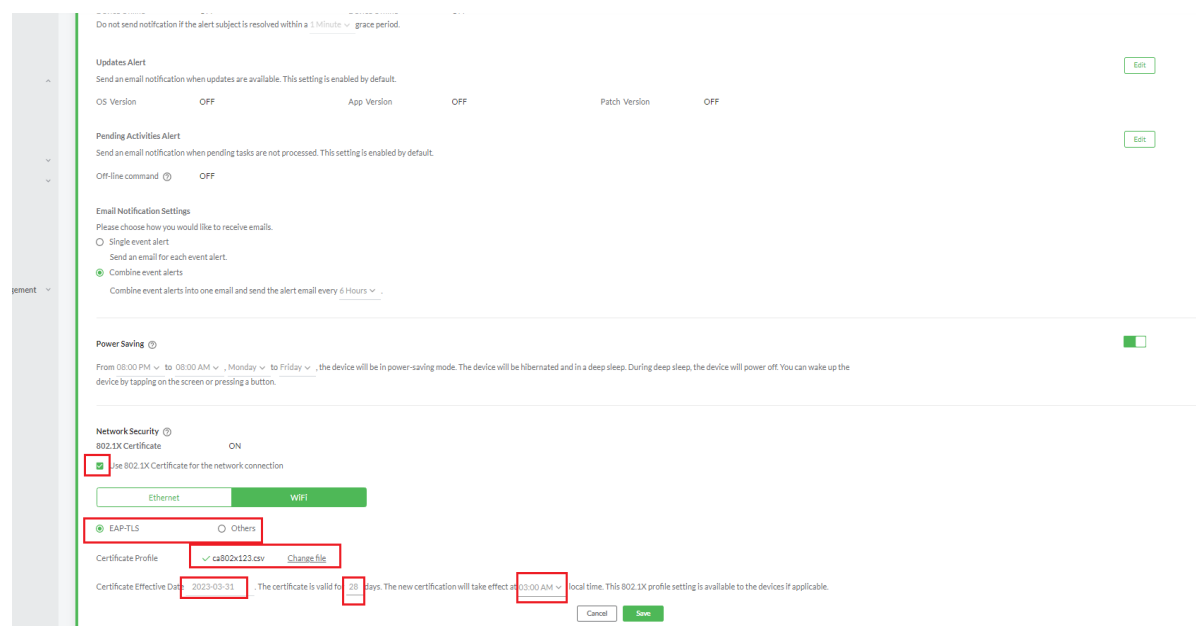 Do not send notifcation if the alert subject is resolved within a 1 Minute grace period.
Updates Alert
Edit
Send an email notification when updates are available. This setting is enabled by default.
OS Version OFF App Version OFF Patch Version OFF
Pending Activities Alert
Edit
Send an email notification when pending tasks are not processed. This setting is enabled by default.
Off-line command OFF
Email Notification Settings
Please choose how you would like to receive emails.
Single event alert
Send an email for each event alert.
Combine event alerts
Combine event alerts into one email and send the alert email every 6 Hours .
Power Saving
From 08:00 PM to 08:00 AM , Monday to Friday , the device will be in power-saving mode. The device will be hibernated and in a deep sleep. During deep sleep, the device will power off. You can wake up the
device by tapping on the screen or pressing a button.
Network Security
802.1X Certificate ON
Use 802.1X Certificate for the network connection
Ethernet WiFi
EAP-TLS Others
Certificate Profile ca802x123.csv Change file
Certificate Effective Date 2023-03-31 . The certificate is valid for 28 days. The new certification will take effect at 03:00 AM local time. This 802.1X profile setting is available to the devices if applicable.
Cancel Save